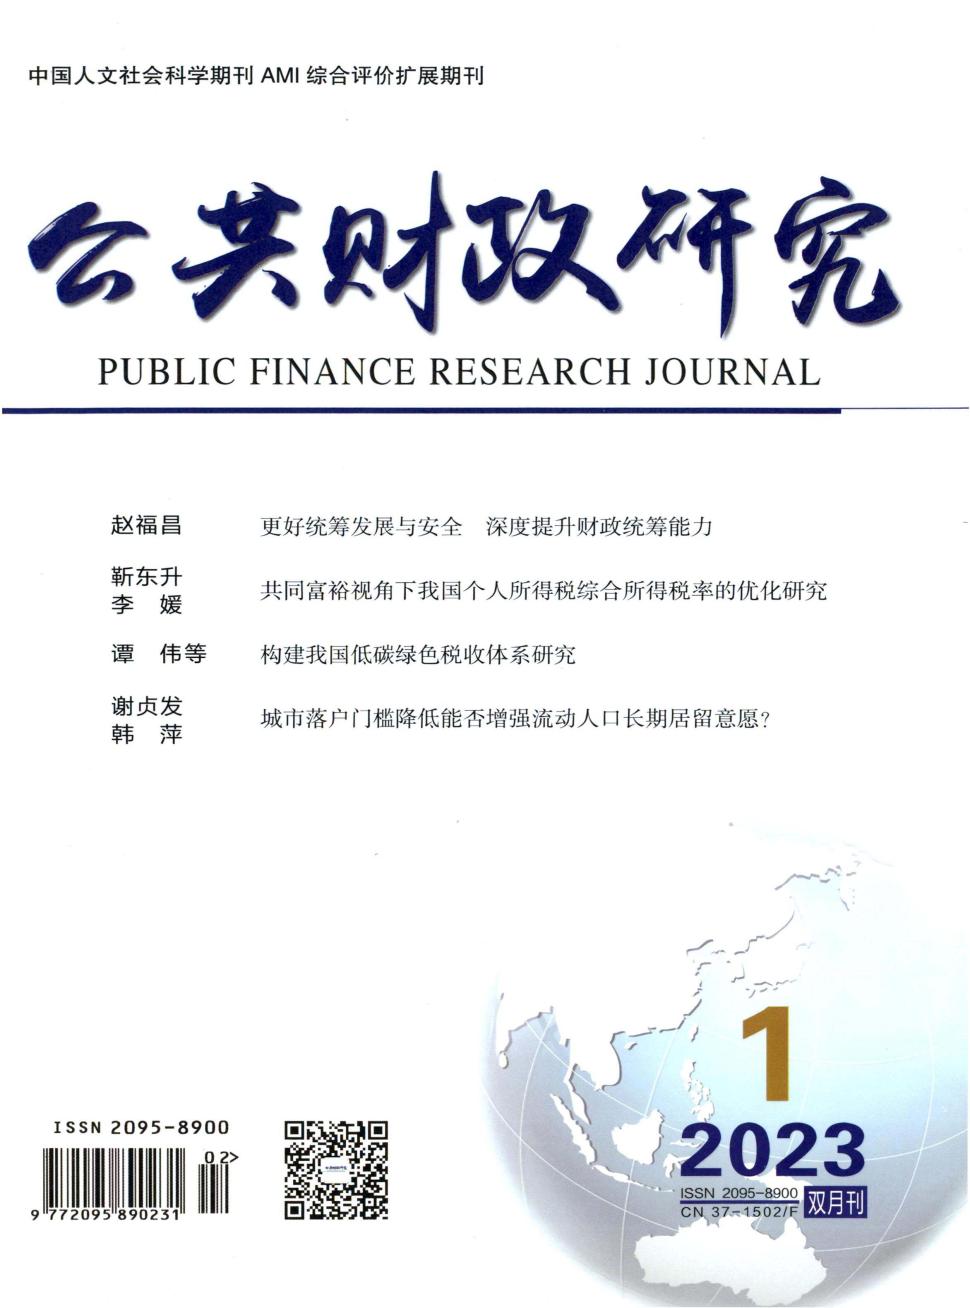 中国人文社会科学期刊 AMI 综合评价扩展期刊
公共财政研究
PUBLIC FINANCE RESEARCH JOURNAL
赵福昌 更好统筹发展与安全 深度提升财政统筹能力
靳东升
李 媛 共同富裕视角下我国个人所得税综合所得税率的优化研究
谭 伟等 构建我国低碳绿色税收体系研究
谢贞发
韩 萍 城市落户门槛降低能否增强流动人口长期居留意愿?
1
2023
ISSN 2095-8900
CN 37-1502/F
双月刊
ISSN 2095-8900
02>
9 772095 890231